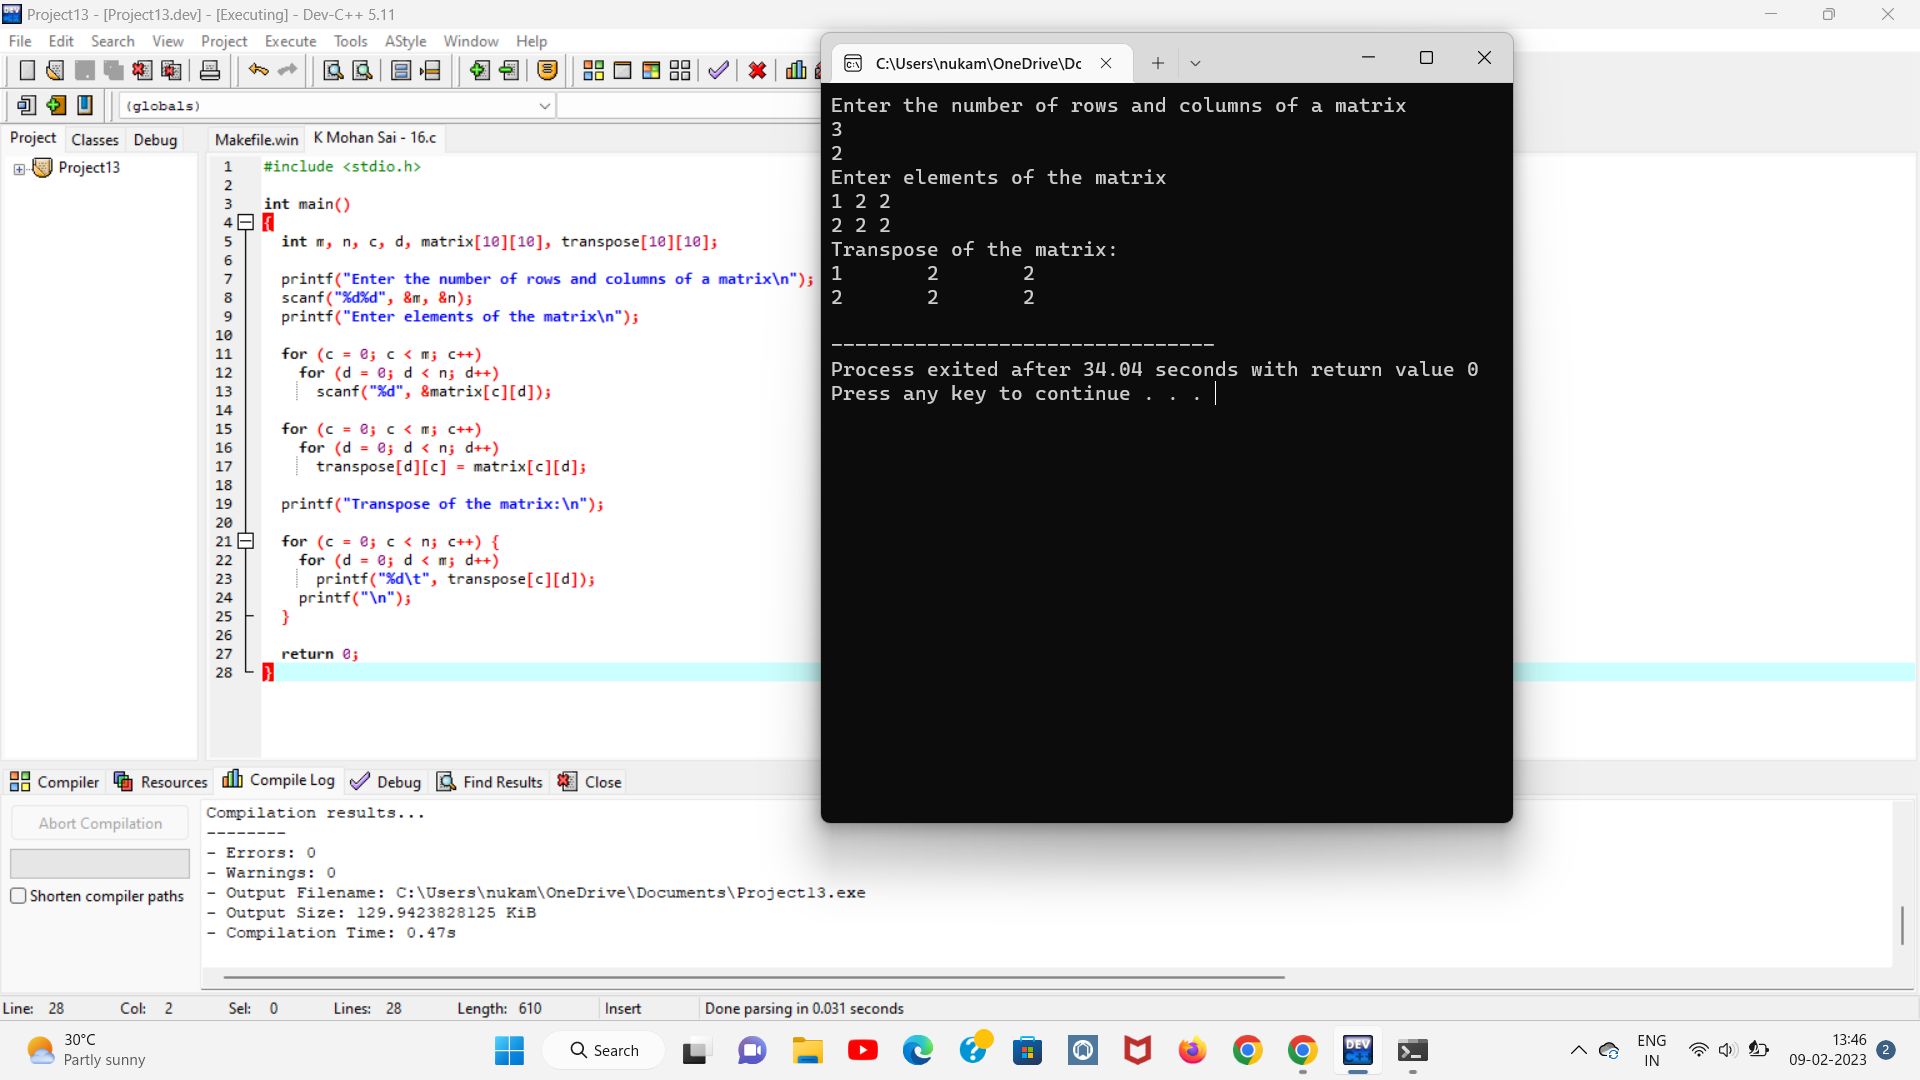 Project13 - [Project13.dev] - [Executing] - Dev-C++ 5.11
File Edit Search View Project Execute Tools AStyle Window Help
(globals)
Project Classes Debug
Makefile.win K Mohan Sai - 16.c
Project13
1 #include <stdio.h>
2
3 int main()
4 {
5 int m, n, c, d, matrix[10][10], transpose[10][10];
6
7 printf("Enter the number of rows and columns of a matrix\n");
8 scanf("%d%d", &m, &n);
9 printf("Enter elements of the matrix\n");
10
11 for (c = 0; c < m; c++)
12 for (d = 0; d < n; d++)
13 scanf("%d", &matrix[c][d]);
14
15 for (c = 0; c < m; c++)
16 for (d = 0; d < n; d++)
17 transpose[d][c] = matrix[c][d];
18
19 printf("Transpose of the matrix:\n");
20
21 for (c = 0; c < n; c++) {
22 for (d = 0; d < m; d++)
23 printf("%d\t", transpose[c][d]);
24 printf("\n");
25 }
26
27 return 0;
28 }
C:\Users\nukam\OneDrive\Dc
Enter the number of rows and columns of a matrix
3
2
Enter elements of the matrix
1 2 2
2 2 2
Transpose of the matrix:
1 2 2
2 2 2
--------------------------------
Process exited after 34.04 seconds with return value 0
Press any key to continue . . .
Compiler Resources Compile Log Debug Find Results Close
Abort Compilation
Shorten compiler paths
Compilation results...
--------
- Errors: 0
- Warnings: 0
- Output Filename: C:\Users\nukam\OneDrive\Documents\Project13.exe
- Output Size: 129.9423828125 KiB
- Compilation Time: 0.47s
Line: 28 Col: 2 Sel: 0 Lines: 28 Length: 610 Insert Done parsing in 0.031 seconds
30°C
Partly sunny
Search
DEV
ENG
IN
13:46
09-02-2023
2